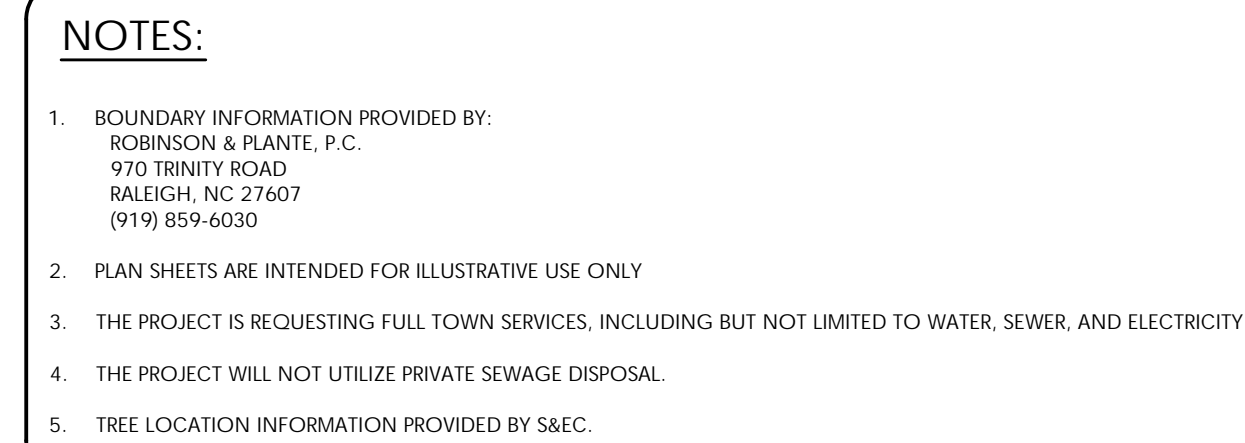 NOTES:
1. BOUNDARY INFORMATION PROVIDED BY:
ROBINSON & PLANTE, P.C.
970 TRINITY ROAD
RALEIGH, NC 27607
(919) 859-6030
2. PLAN SHEETS ARE INTENDED FOR ILLUSTRATIVE USE ONLY
3. THE PROJECT IS REQUESTING FULL TOWN SERVICES, INCLUDING BUT NOT LIMITED TO WATER, SEWER, AND ELECTRICITY
4. THE PROJECT WILL NOT UTILIZE PRIVATE SEWAGE DISPOSAL.
5. TREE LOCATION INFORMATION PROVIDED BY S&EC.